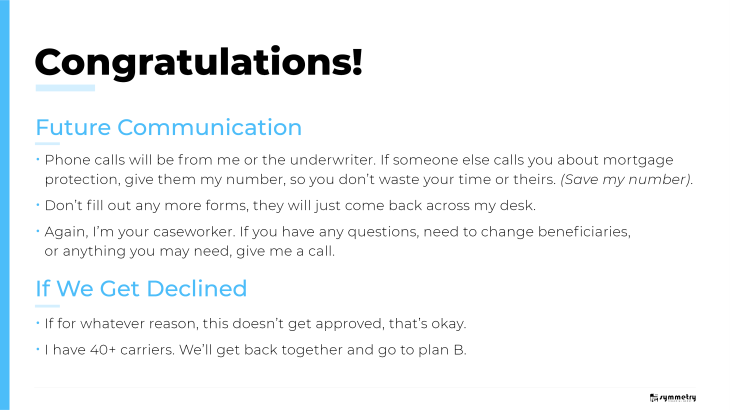 Congratulations!
Future Communication
• Phone calls will be from me or the underwriter. If someone else calls you about mortgage
protection, give them my number, so you don’t waste your time or theirs. (Save my number).
• Don’t fill out any more forms, they will just come back across my desk.
• Again, I’m your caseworker. If you have any questions, need to change beneficiaries,
or anything you may need, give me a call.
If We Get Declined
• If for whatever reason, this doesn’t get approved, that’s okay.
• I have 40+ carriers. We’ll get back together and go to plan B.
symmetry